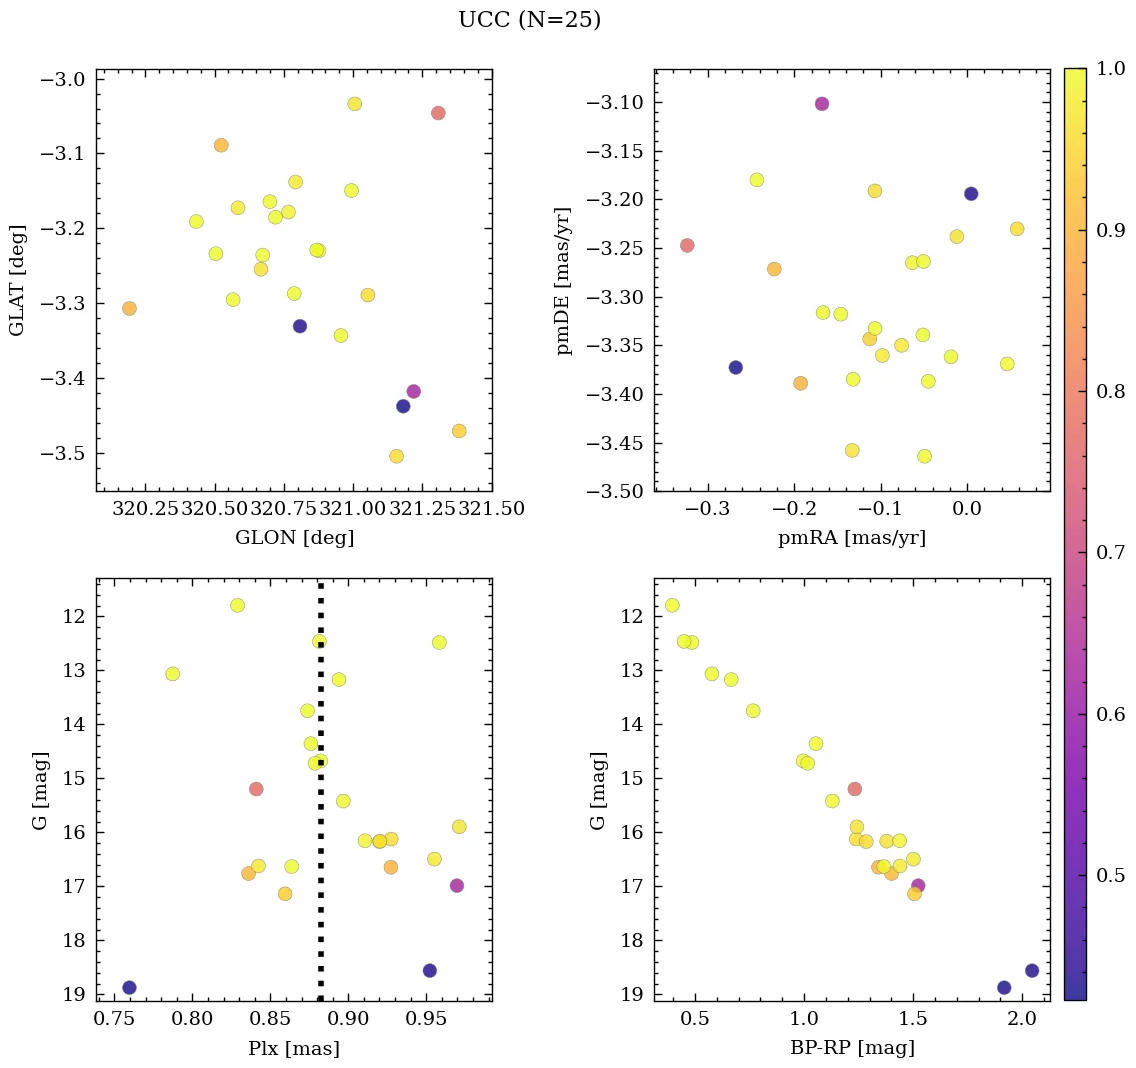 UCC (N=25)
−3.0
−3.1
−3.2
−3.3
−3.4
−3.5
GLAT [deg]
320.25 320.50 320.75 321.00 321.25 321.50
GLON [deg]
−3.10
−3.15
−3.20
−3.25
−3.30
−3.35
−3.40
−3.45
−3.50
pmDE [mas/yr]
−0.3 −0.2 −0.1 0.0
pmRA [mas/yr]
12
13
14
15
16
17
18
19
G [mag]
0.75 0.80 0.85 0.90 0.95
Plx [mas]
12
13
14
15
16
17
18
19
G [mag]
0.5 1.0 1.5 2.0
BP-RP [mag]
1.0
0.9
0.8
0.7
0.6
0.5